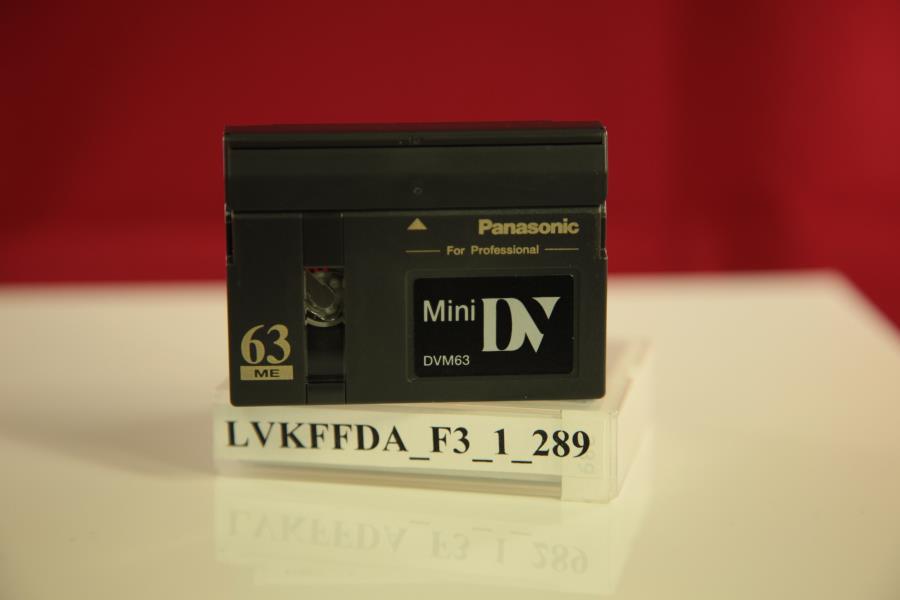 Panasonic
For Professional
Mini DV
DVM63
63
ME
LVKFFDA_F3_1_289